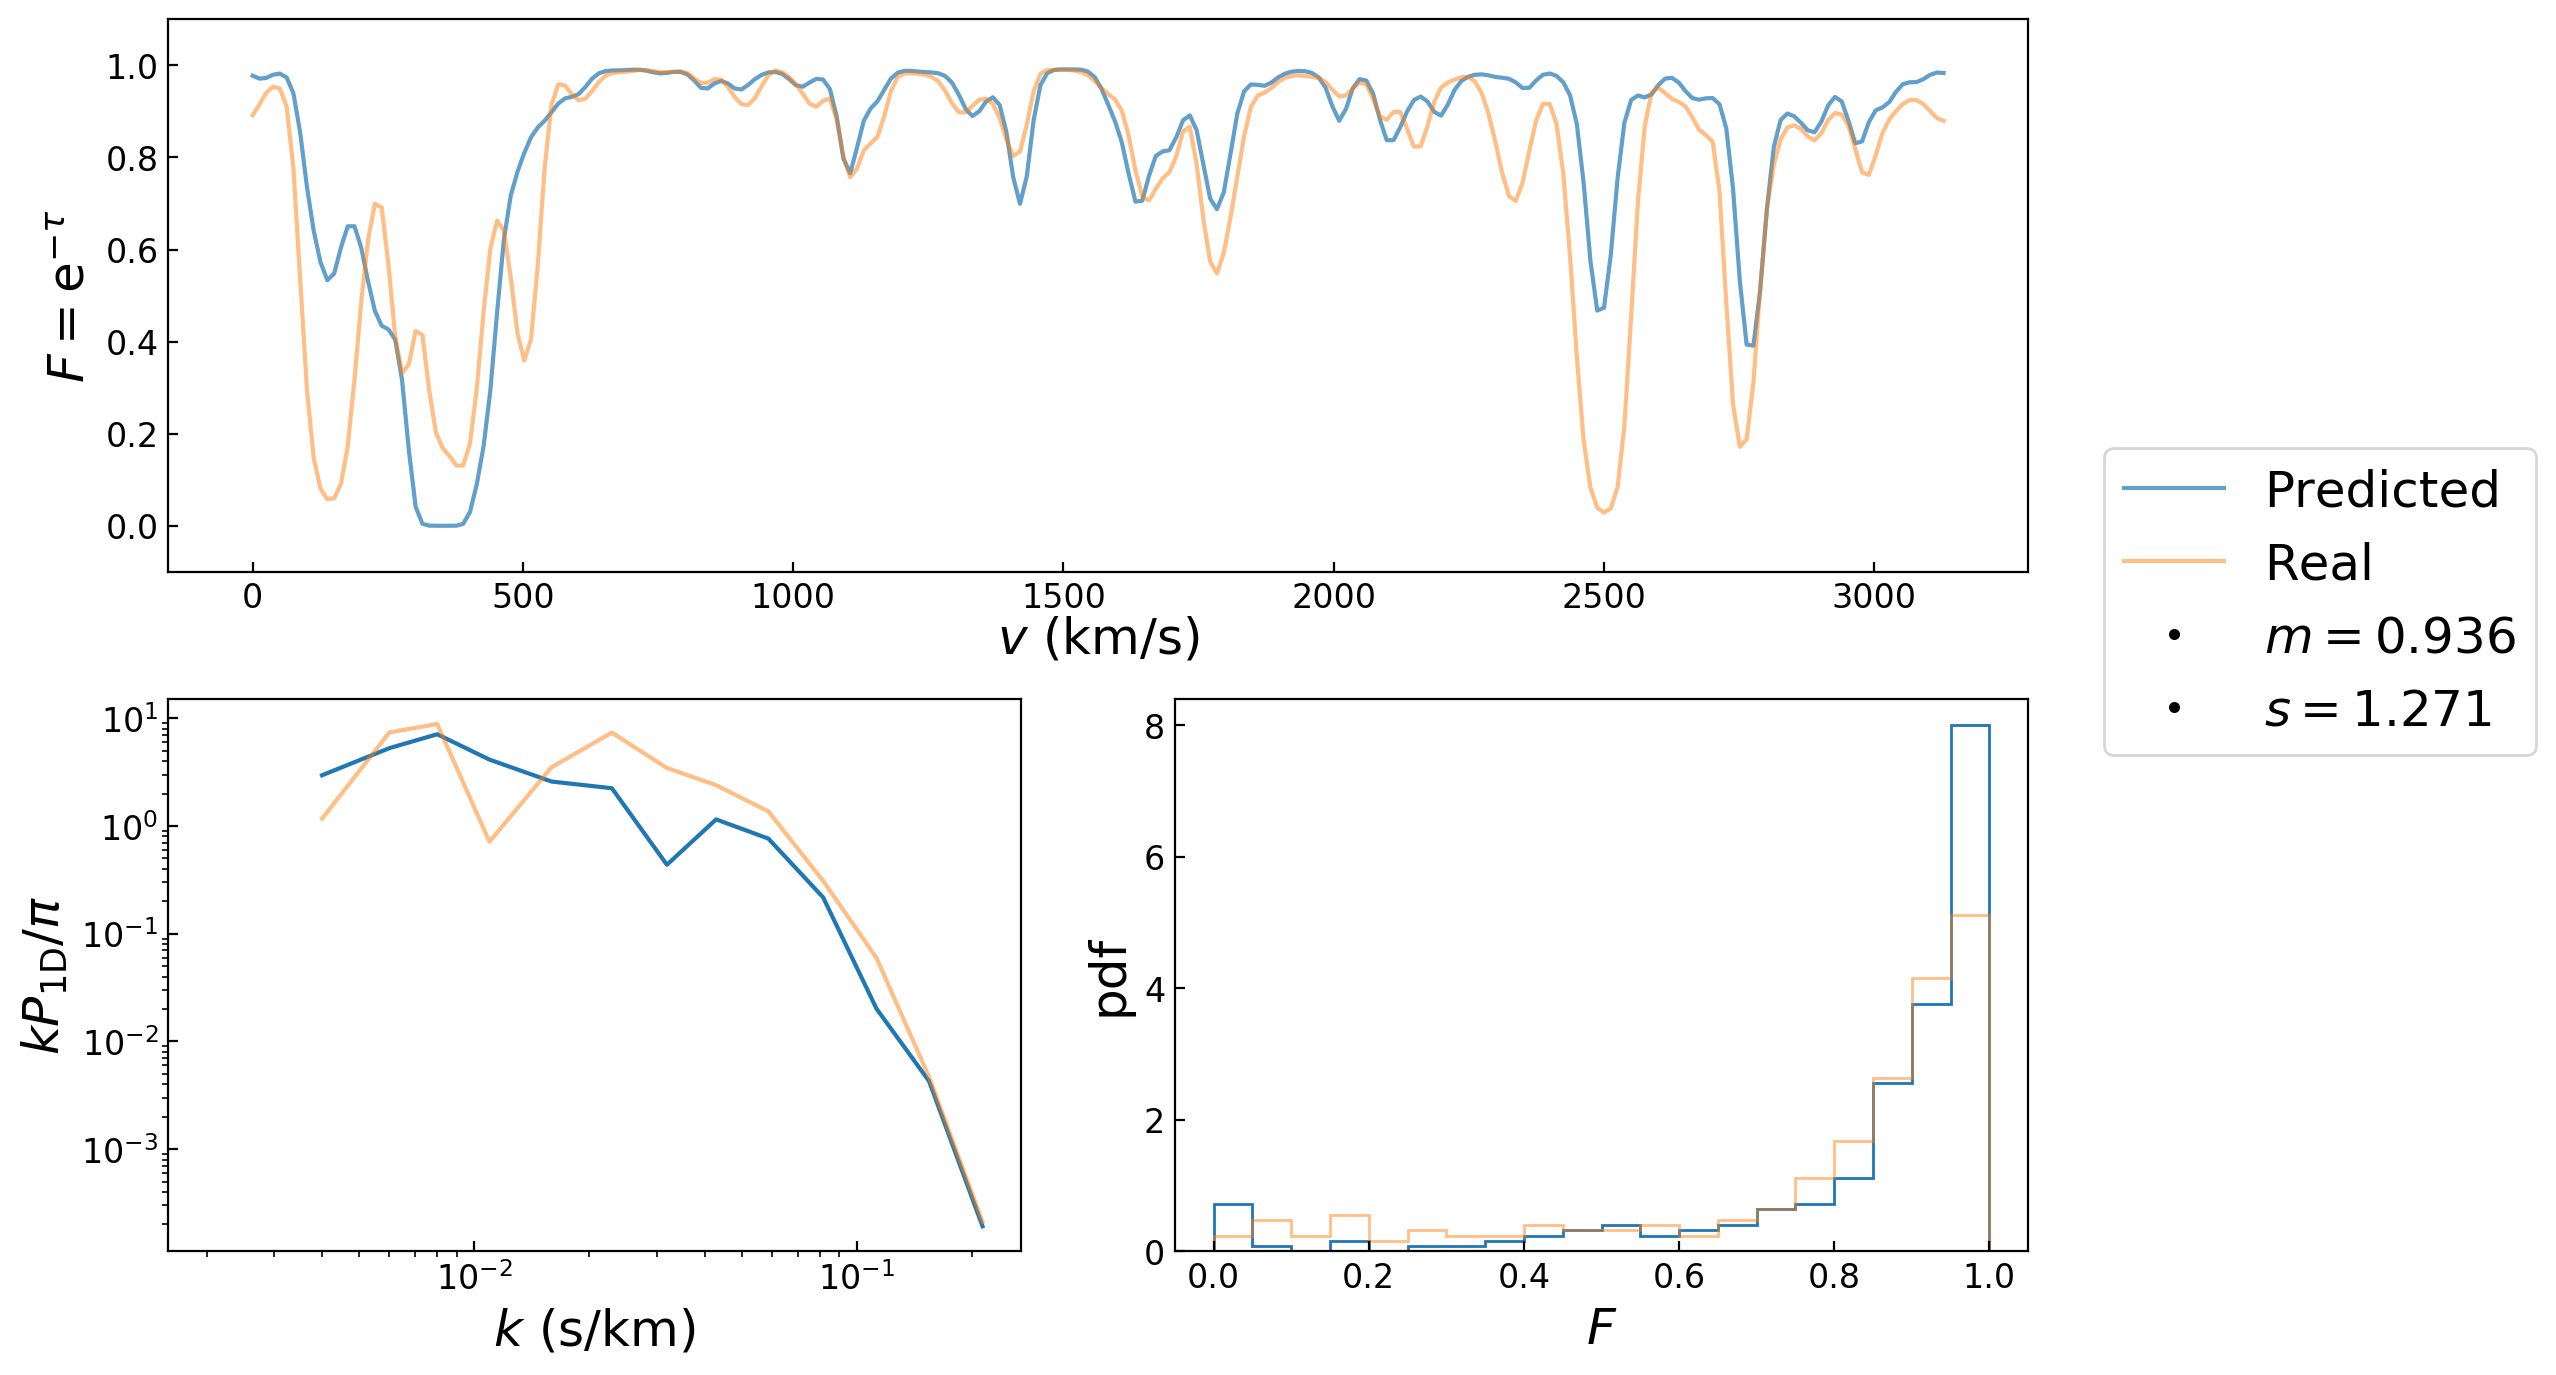 1.0
0.8
0.6
0.4
0.2
0.0
F = e^{−τ}
0 500 1000 1500 2000 2500 3000
v (km/s)
Predicted
Real
• m = 0.936
• s = 1.271
10^1
10^0
10^{−1}
10^{−2}
10^{−3}
kP_{1D}/π
10^{−2} 10^{−1}
k (s/km)
8
6
4
2
0
pdf
0.0 0.2 0.4 0.6 0.8 1.0
F